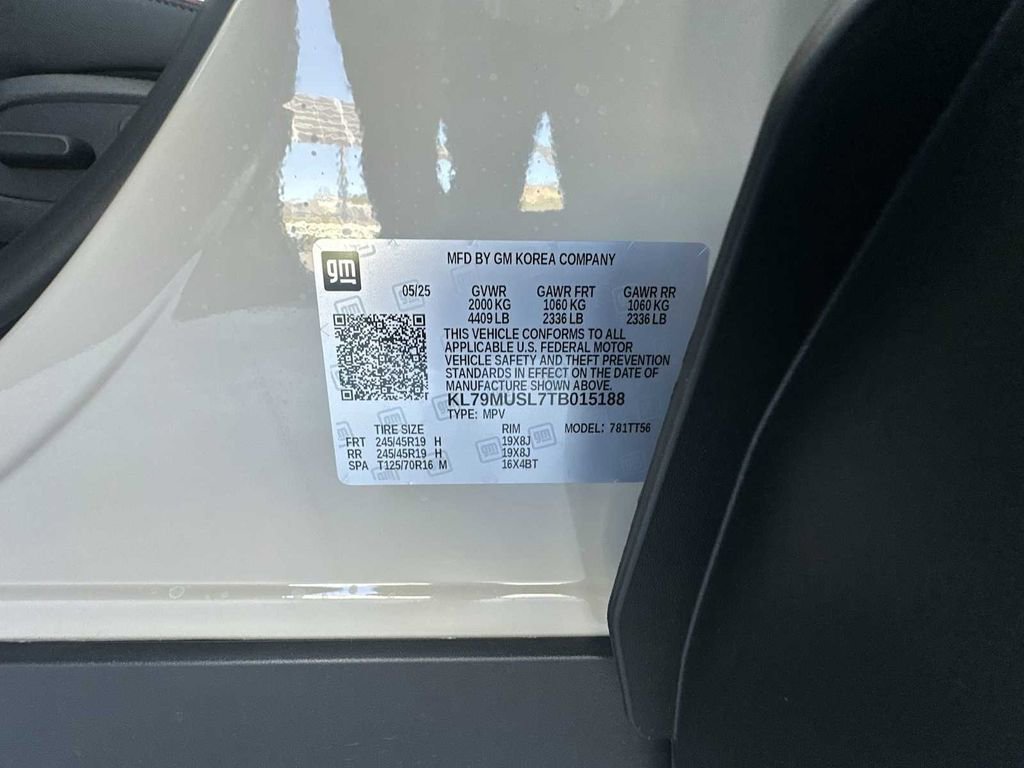 gm
MFD BY GM KOREA COMPANY
05/25 GVWR GAWR FRT GAWR RR
2000 KG 1060 KG 1060 KG
4409 LB 2336 LB 2336 LB
THIS VEHICLE CONFORMS TO ALL
APPLICABLE U.S. FEDERAL MOTOR
VEHICLE SAFETY AND THEFT PREVENTION
STANDARDS IN EFFECT ON THE DATE OF
MANUFACTURE SHOWN ABOVE.
KL79MUSL7TB015188
TYPE: MPV
TIRE SIZE RIM MODEL: 781TT56
FRT 245/45R19 H 19X8J
RR 245/45R19 H 19X8J
SPA T125/70R16 M 16X4BT